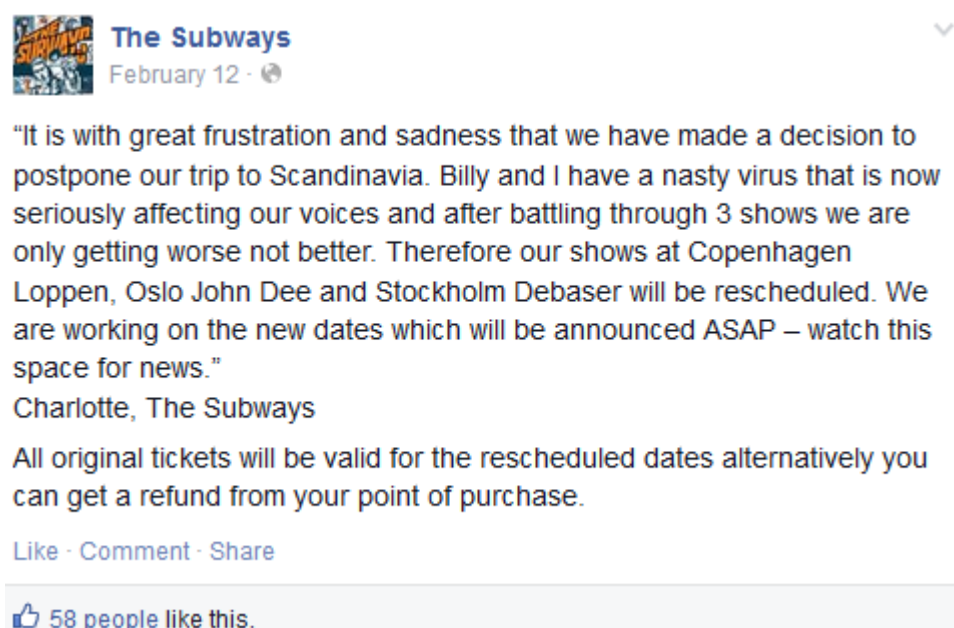 THE
SUBWAYS
The Subways
February 12 ·
“It is with great frustration and sadness that we have made a decision to
postpone our trip to Scandinavia. Billy and I have a nasty virus that is now
seriously affecting our voices and after battling through 3 shows we are
only getting worse not better. Therefore our shows at Copenhagen
Loppen, Oslo John Dee and Stockholm Debaser will be rescheduled. We
are working on the new dates which will be announced ASAP – watch this
space for news.”
Charlotte, The Subways
All original tickets will be valid for the rescheduled dates alternatively you
can get a refund from your point of purchase.
Like · Comment · Share
58 people like this.